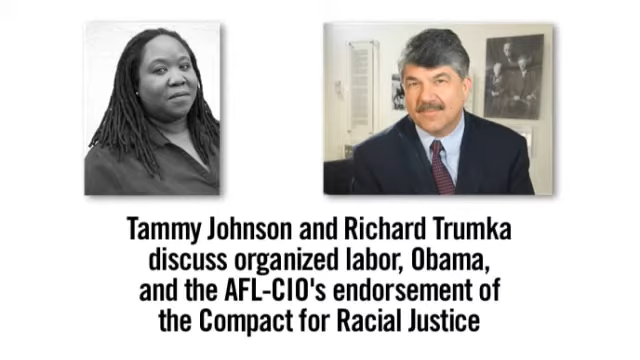 Tammy Johnson and Richard Trumka
discuss organized labor, Obama,
and the AFL-CIO's endorsement of
the Compact for Racial Justice